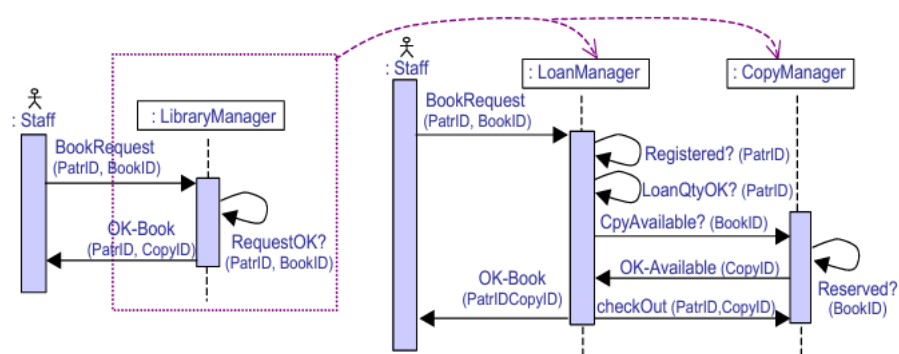 : Staff
: LibraryManager
BookRequest
(PatrID, BookID)
OK-Book
(PatrID, CopyID)
RequestOK?
(PatrID, BookID)
: Staff
: LoanManager
: CopyManager
BookRequest
(PatrID, BookID)
Registered? (PatrID)
LoanQtyOK? (PatrID)
CpyAvailable? (BookID)
OK-Available (CopyID)
Reserved?
(BookID)
OK-Book
(PatrIDCopyID)
checkOut (PatrID,CopyID)